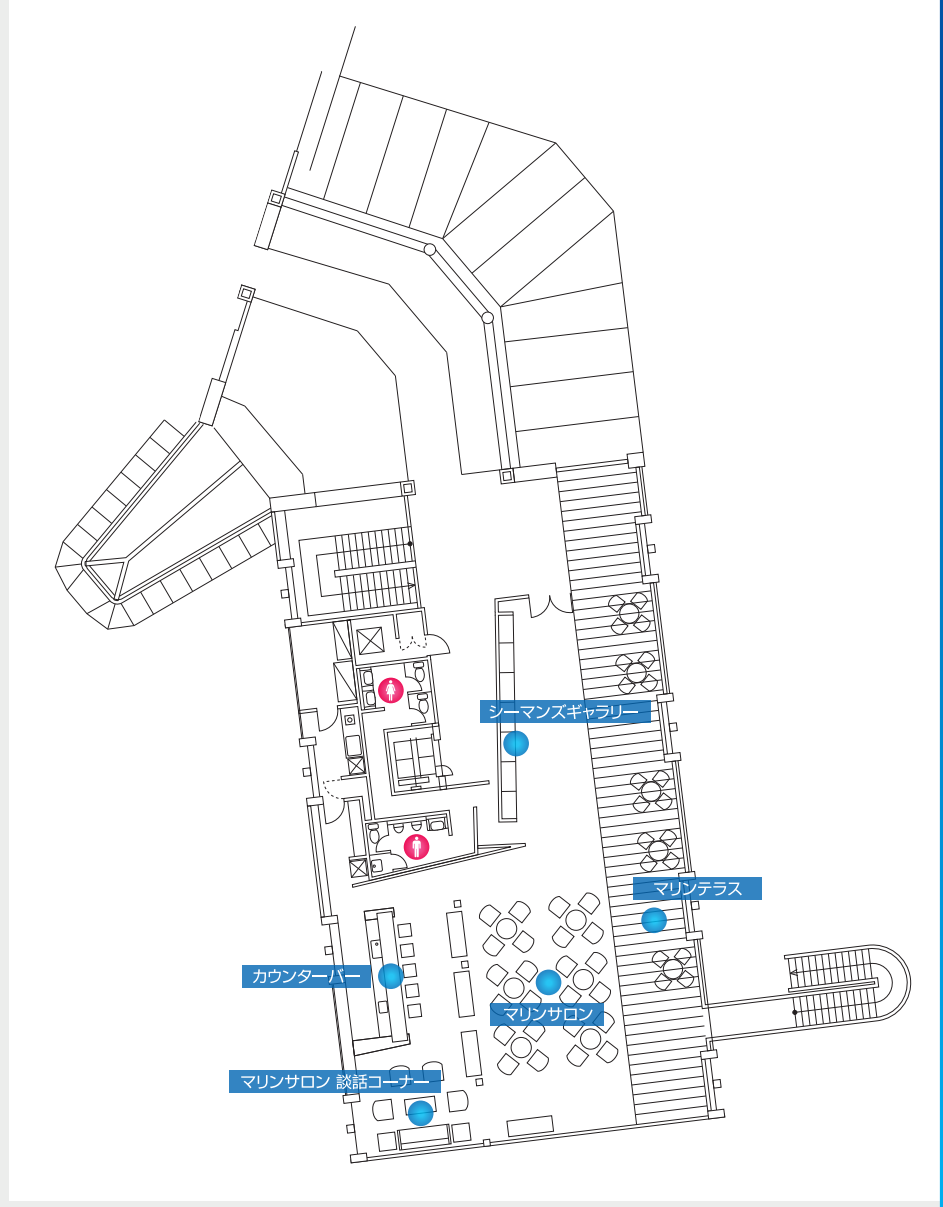 シーマンズギャラリー
マリンテラス
カウンターバー
マリンサロン
マリンサロン 談話コーナー